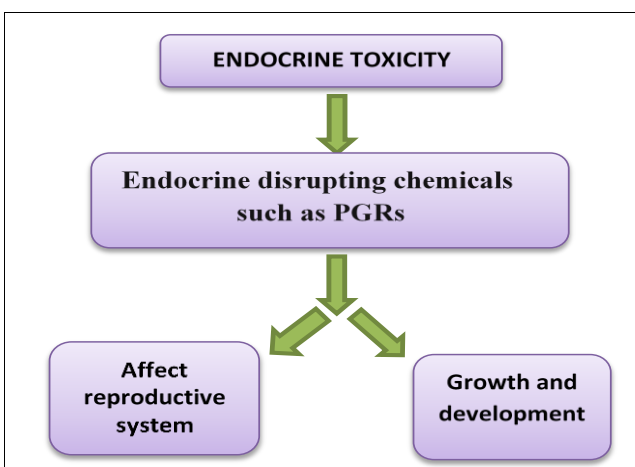 ENDOCRINE TOXICITY
Endocrine disrupting chemicals
such as PGRs
Affect
reproductive
system
Growth and
development